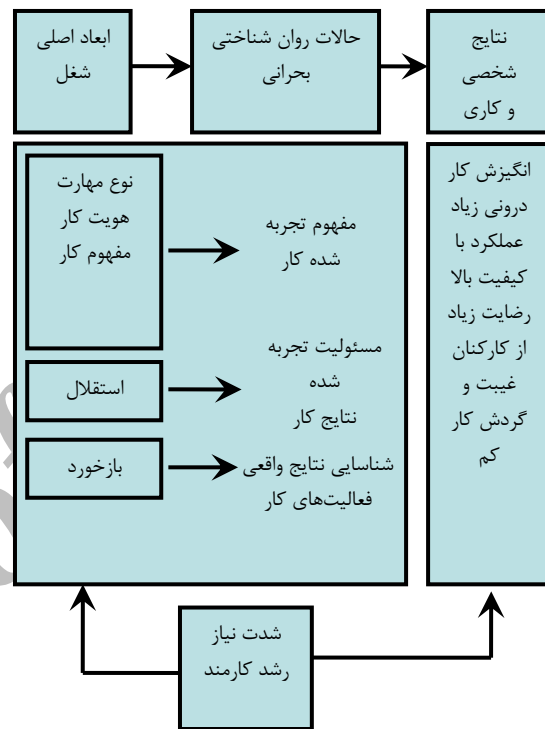 ابعاد اصلی
شغل
حالات روان شناختی
بحرانی
نتایج
شخصی
و کاری
نوع مهارت
هویت کار
مفهوم کار
مفهوم تجربه
شده کار
استقلال
مسئولیت تجربه
شده
نتایج کار
بازخورد
شناسایی نتایج واقعی
فعالیت‌های کار
انگیزش کار
درونی زیاد
عملکرد با
کیفیت بالا
رضایت زیاد
از کارکنان
غیبت و
گردش کار
کم
شدت نیاز
رشد کارمند